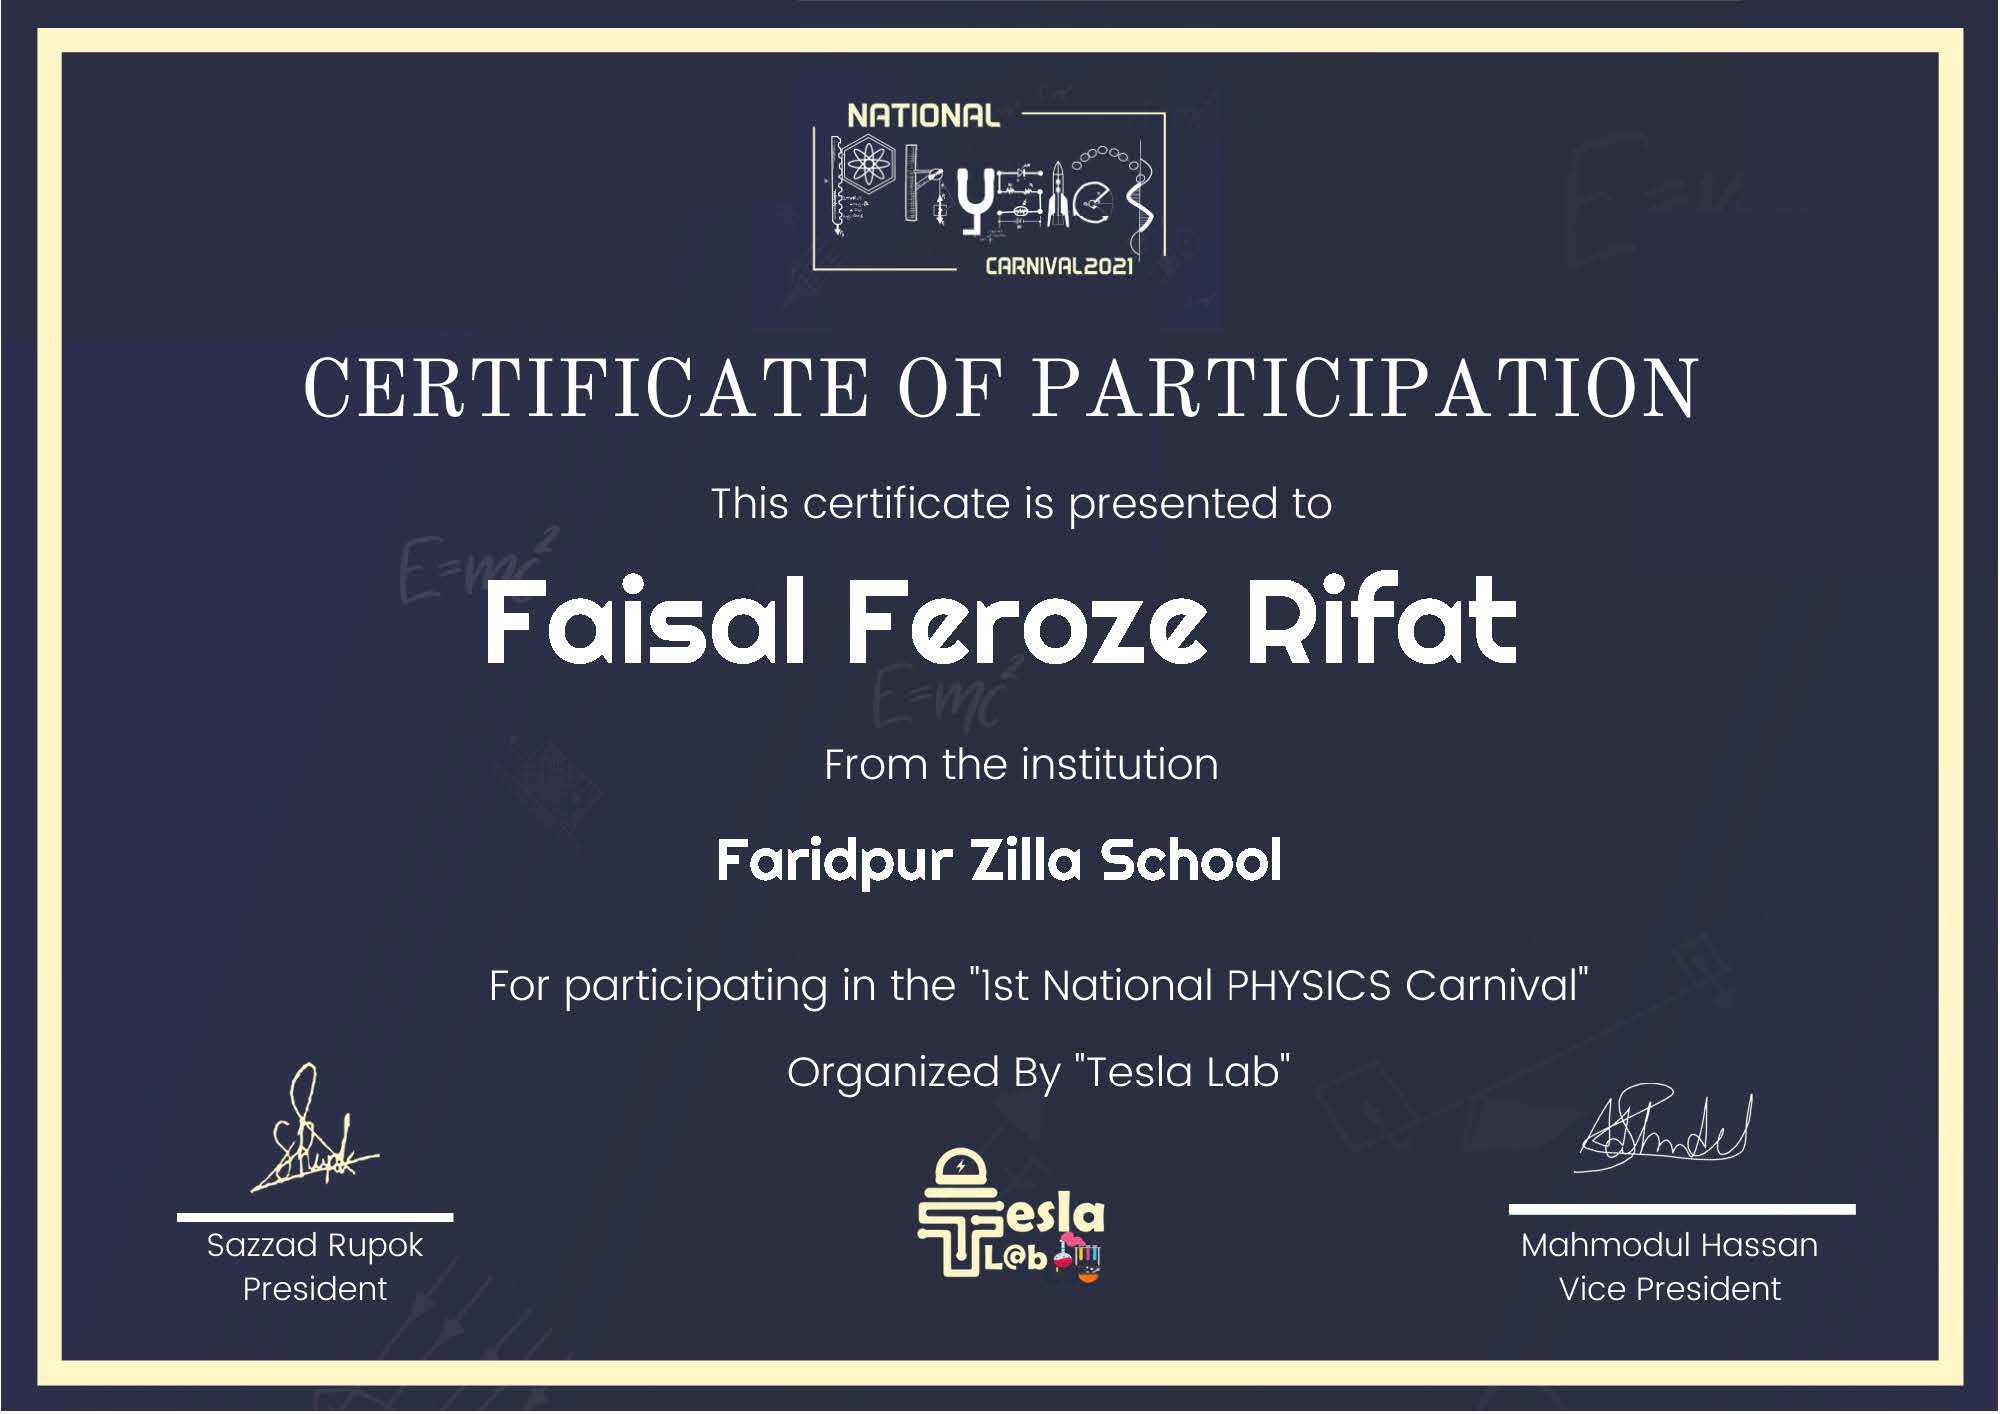 NATIONAL
Physics
CARNIVAL2021
CERTIFICATE OF PARTICIPATION
This certificate is presented to
E=mc²
Faisal Feroze Rifat
E=mc²
From the institution
Faridpur Zilla School
For participating in the "1st National PHYSICS Carnival"
Organized By "Tesla Lab"
Tesla
L@b
Sazzad Rupok
President
Mahmodul Hassan
Vice President